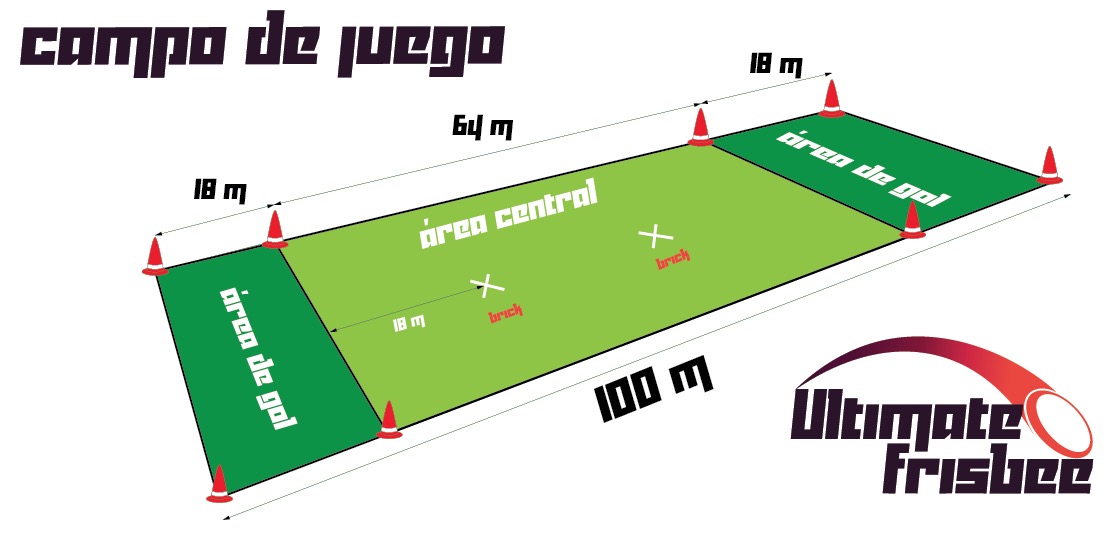 campo de juego
18 m
64 m
18 m
área de gol
área central
brick
18 m
brick
área de gol
100 m
Ultimate
frisbee